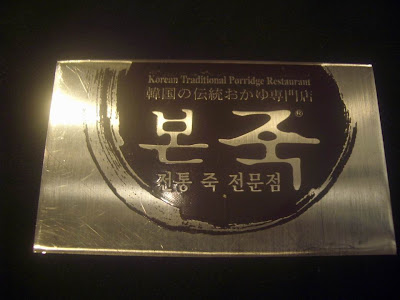 Korean Traditional Porridge Restaurant
韓国の伝統おかゆ専門店
본죽®
전통 죽 전문점